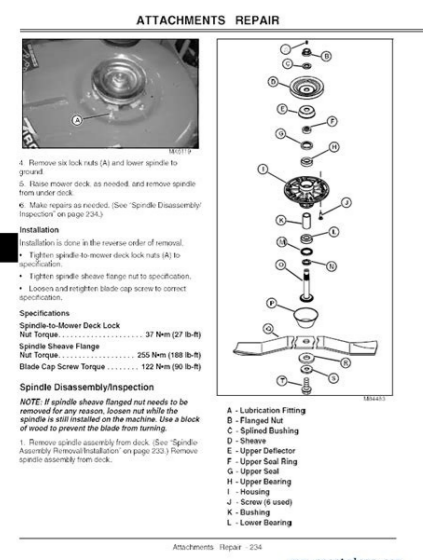 ATTACHMENTS REPAIR
A
MX6119
4. Remove six lock nuts (A) and lower spindle to
ground.
5. Raise mower deck, as needed, and remove spindle
from under deck.
6. Make repairs as needed. (See "Spindle Disassembly/
Inspection" on page 234.)
Installation
Installation is done in the reverse order of removal.
• Tighten spindle-to-mower deck lock nuts (A) to
specification.
• Tighten spindle sheave flange nut to specification.
• Loosen and retighten blade cap screw to correct
specification.
Specifications
Spindle-to-Mower Deck Lock
Nut Torque. . . . . . . . . . . . . . . . . . . . 37 N•m (27 lb-ft)
Spindle Sheave Flange
Nut Torque. . . . . . . . . . . . . . . . . . 255 N•m (188 lb-ft)
Blade Cap Screw Torque . . . . . . . . 122 N•m (90 lb-ft)
Spindle Disassembly/Inspection
NOTE: If spindle sheave flanged nut needs to be
removed for any reason, loosen nut while the
spindle is still installed on the machine. Use a block
of wood to prevent the blade from turning.
1. Remove spindle assembly from deck. (See "Spindle
Assembly Removal/Installation" on page 233.) Remove
spindle assembly from deck.
B
C
D
E
F
G
H
I
J
K
L
M
N
O
P
Q
R
S
T
A - Lubrication Fitting
B - Flanged Nut
C - Splined Bushing
D - Sheave
E - Upper Deflector
F - Upper Seal Ring
G - Upper Seal
H - Upper Bearing
I - Housing
J - Screw (6 used)
K - Bushing
L - Lower Bearing
Attachments Repair - 234